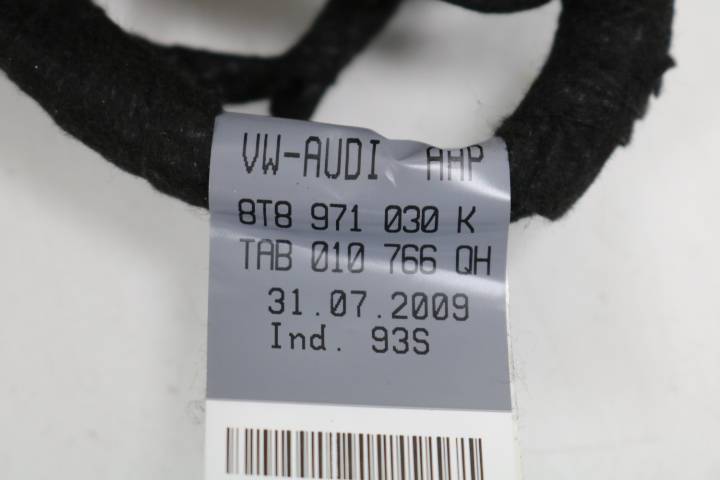 VW-AUDI AAP
8T8 971 030 K
TAB 010 766 QH
31.07.2009
Ind. 93S